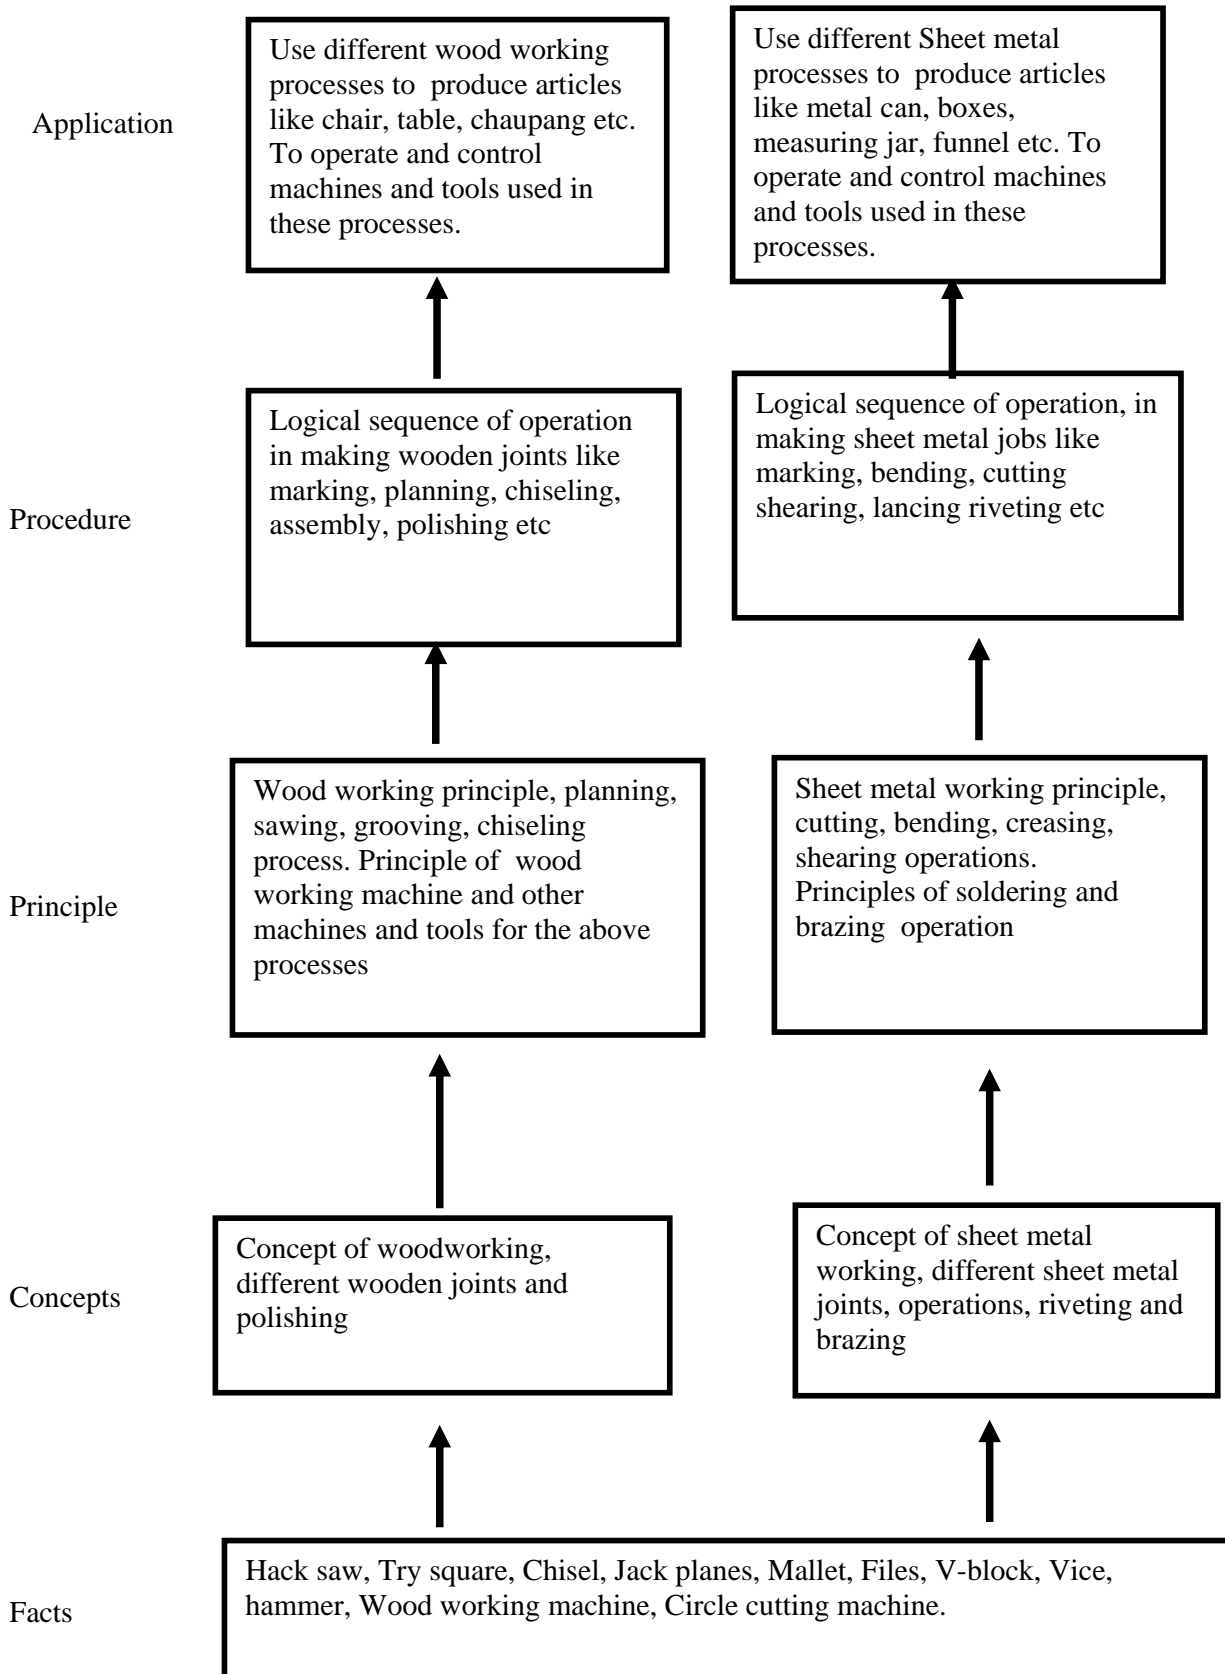 Application
Use different wood working
processes to  produce articles
like chair, table, chaupang etc.
To operate and control
machines and tools used in
these processes.
Use different Sheet metal
processes to  produce articles
like metal can, boxes,
measuring jar, funnel etc. To
operate and control machines
and tools used in these
processes.
Procedure
Logical sequence of operation
in making wooden joints like
marking, planning, chiseling,
assembly, polishing etc
Logical sequence of operation, in
making sheet metal jobs like
marking, bending, cutting
shearing, lancing riveting etc
Principle
Wood working principle, planning,
sawing, grooving, chiseling
process. Principle of  wood
working machine and other
machines and tools for the above
processes
Sheet metal working principle,
cutting, bending, creasing,
shearing operations.
Principles of soldering and
brazing  operation
Concepts
Concept of woodworking,
different wooden joints and
polishing
Concept of sheet metal
working, different sheet metal
joints, operations, riveting and
brazing
Facts
Hack saw, Try square, Chisel, Jack planes, Mallet, Files, V-block, Vice,
hammer, Wood working machine, Circle cutting machine.